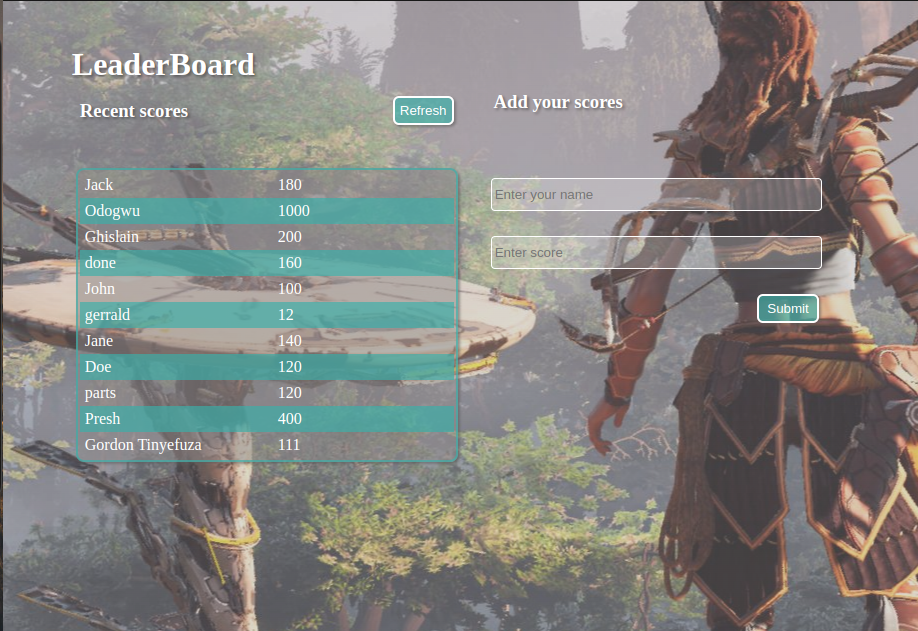 LeaderBoard
Recent scores
Refresh
Jack 180
Odogwu 1000
Ghislain 200
done 160
John 100
gerrald 12
Jane 140
Doe 120
parts 120
Presh 400
Gordon Tinyefuza 111
Add your scores
Enter your name
Enter score
Submit